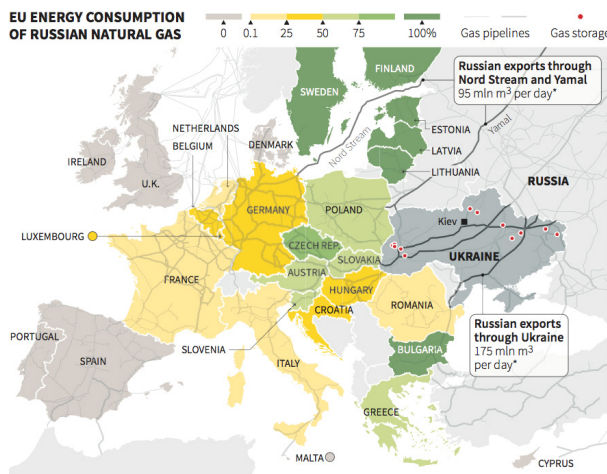 EU ENERGY CONSUMPTION
OF RUSSIAN NATURAL GAS
0 0.1 25 50 75 100%
Gas pipelines
Gas storage
FINLAND
SWEDEN
Russian exports through
Nord Stream and Yamal
95 mln m³ per day*
NETHERLANDS
BELGIUM
DENMARK
Nord Stream
Yamal
ESTONIA
LATVIA
LITHUANIA
IRELAND
U.K.
RUSSIA
GERMANY
POLAND
Kiev
LUXEMBOURG
CZECH REP.
UKRAINE
SLOVAKIA
FRANCE
AUSTRIA
HUNGARY
CROATIA
ROMANIA
Russian exports
through Ukraine
175 mln m³
per day*
PORTUGAL
SPAIN
SLOVENIA
ITALY
BULGARIA
GREECE
MALTA
CYPRUS